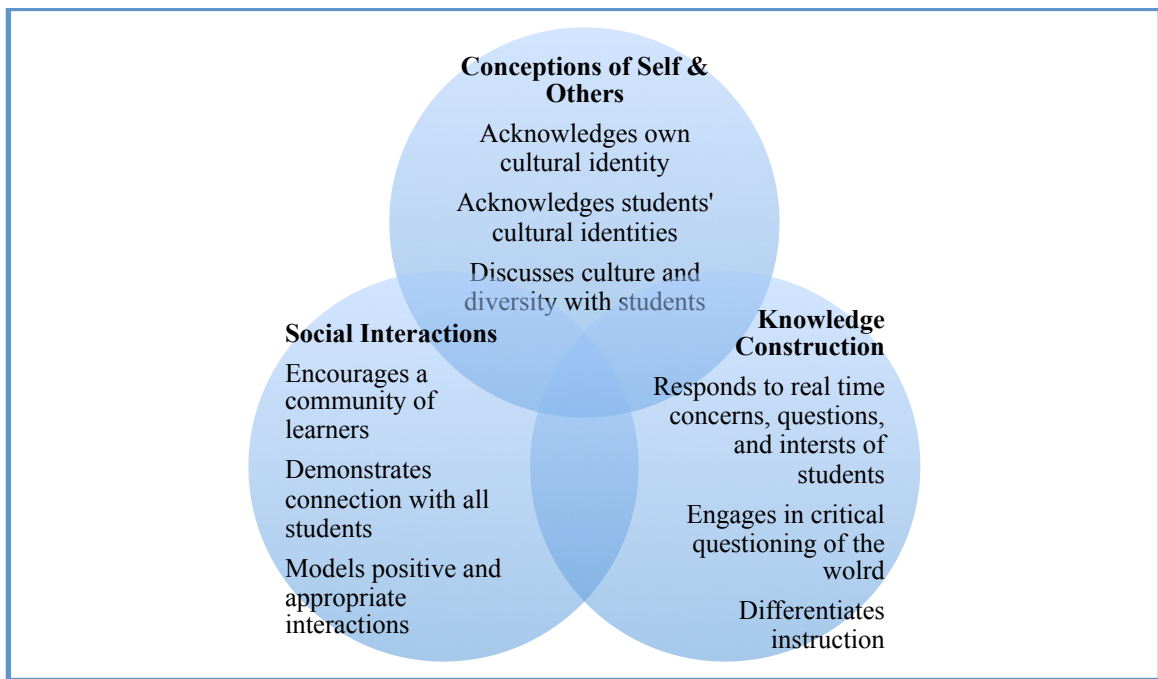 Conceptions of Self &
Others
Acknowledges own
cultural identity
Acknowledges students'
cultural identities
Discusses culture and
diversity with students
Social Interactions
Encourages a
community of
learners
Demonstrates
connection with all
students
Models positive and
appropriate
interactions
Knowledge
Construction
Responds to real time
concerns, questions,
and intersts of
students
Engages in critical
questioning of the
wolrd
Differentiates
instruction